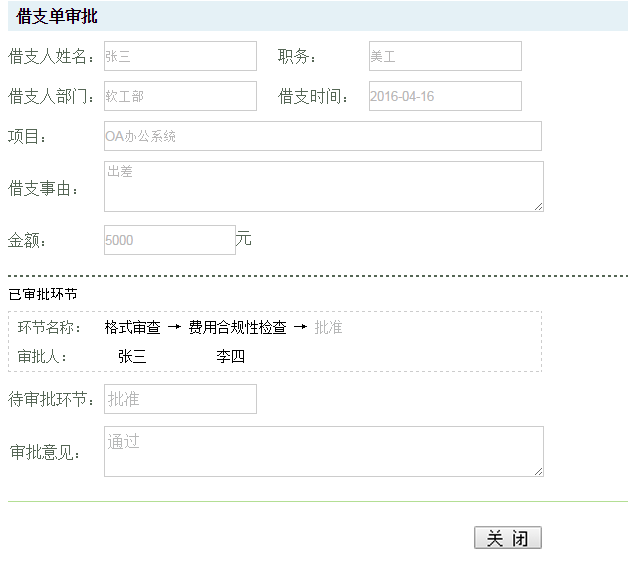 借支单审批
借支人姓名： 张三 职务： 美工
借支人部门： 软工部 借支时间： 2016-04-16
项目： OA办公系统
借支事由： 出差
金额： 5000 元
已审批环节
环节名称： 格式审查 → 费用合规性检查 → 批准
审批人： 张三 李四
待审批环节： 批准
审批意见： 通过
关 闭